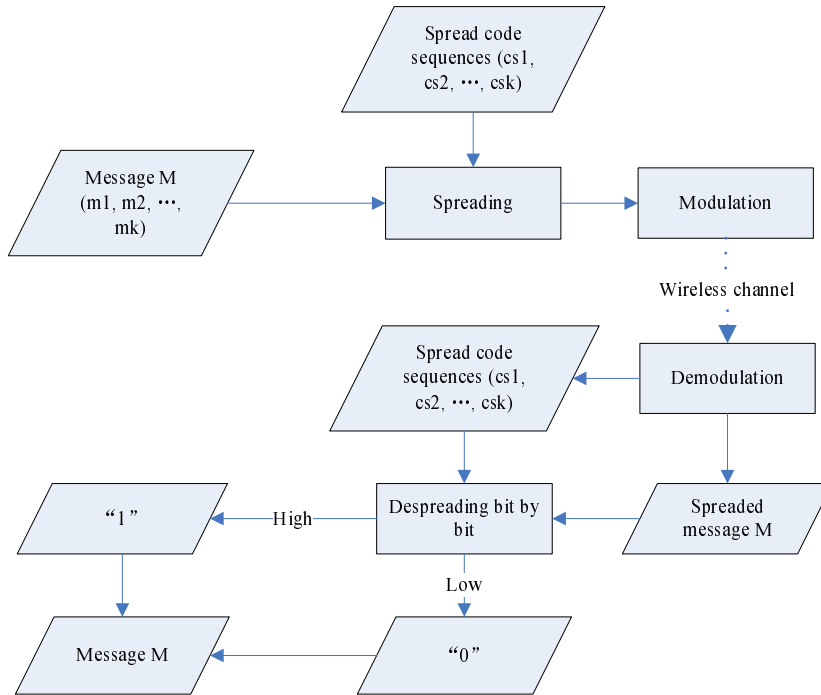 Spread code
sequences (cs1,
cs2, ···, csk)
Message M
(m1, m2, ···,
mk)
Spreading
Modulation
Wireless channel
Spread code
sequences (cs1,
cs2, ···, csk)
Demodulation
“1”
High
Despreading bit by
bit
Spreaded
message M
Low
Message M
“0”